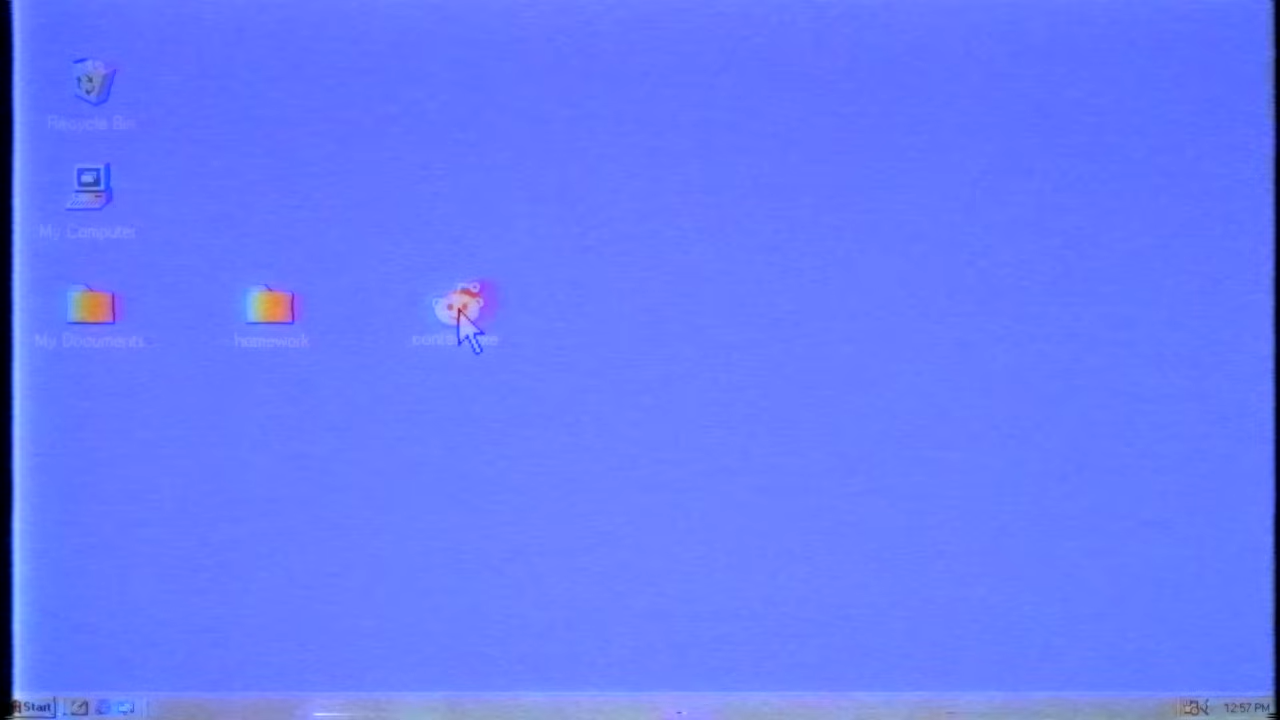 Recycle Bin
My Computer
My Documents
homework
Start
12:57 PM